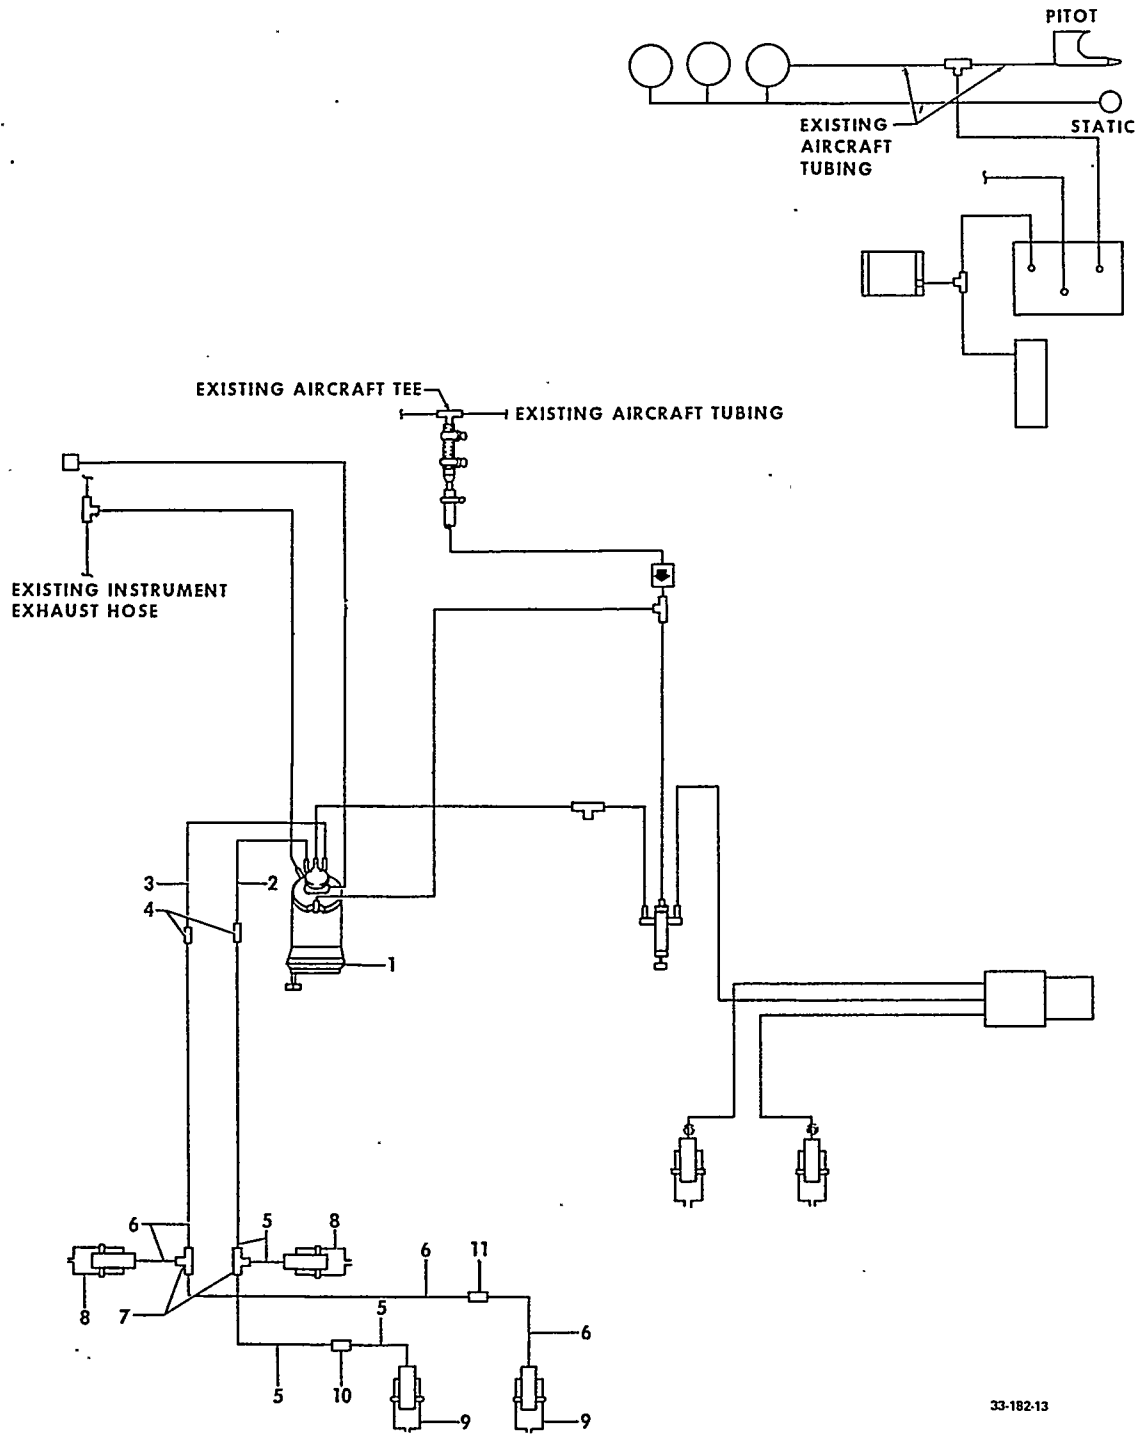 PITOT
EXISTING
AIRCRAFT
TUBING
STATIC
EXISTING AIRCRAFT TEE
EXISTING AIRCRAFT TUBING
EXISTING INSTRUMENT
EXHAUST HOSE
3
2
4
1
6
5
8
6
11
8
7
5
6
5
10
9
9
33-182-13